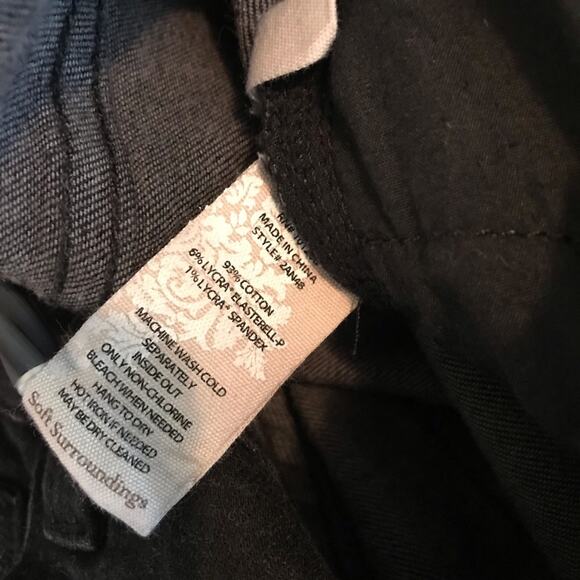 MADE IN CHINA
STYLE# 2AN48
93% COTTON
6% LYCRA* ELASTERELL-P
1% LYCRA* SPANDEX
MACHINE WASH COLD
SEPARATELY
INSIDE OUT
ONLY NON-CHLORINE
BLEACH WHEN NEEDED
HANG TO DRY
HOT IRON IF NEEDED
MAY BE DRY CLEANED
Soft Surroundings